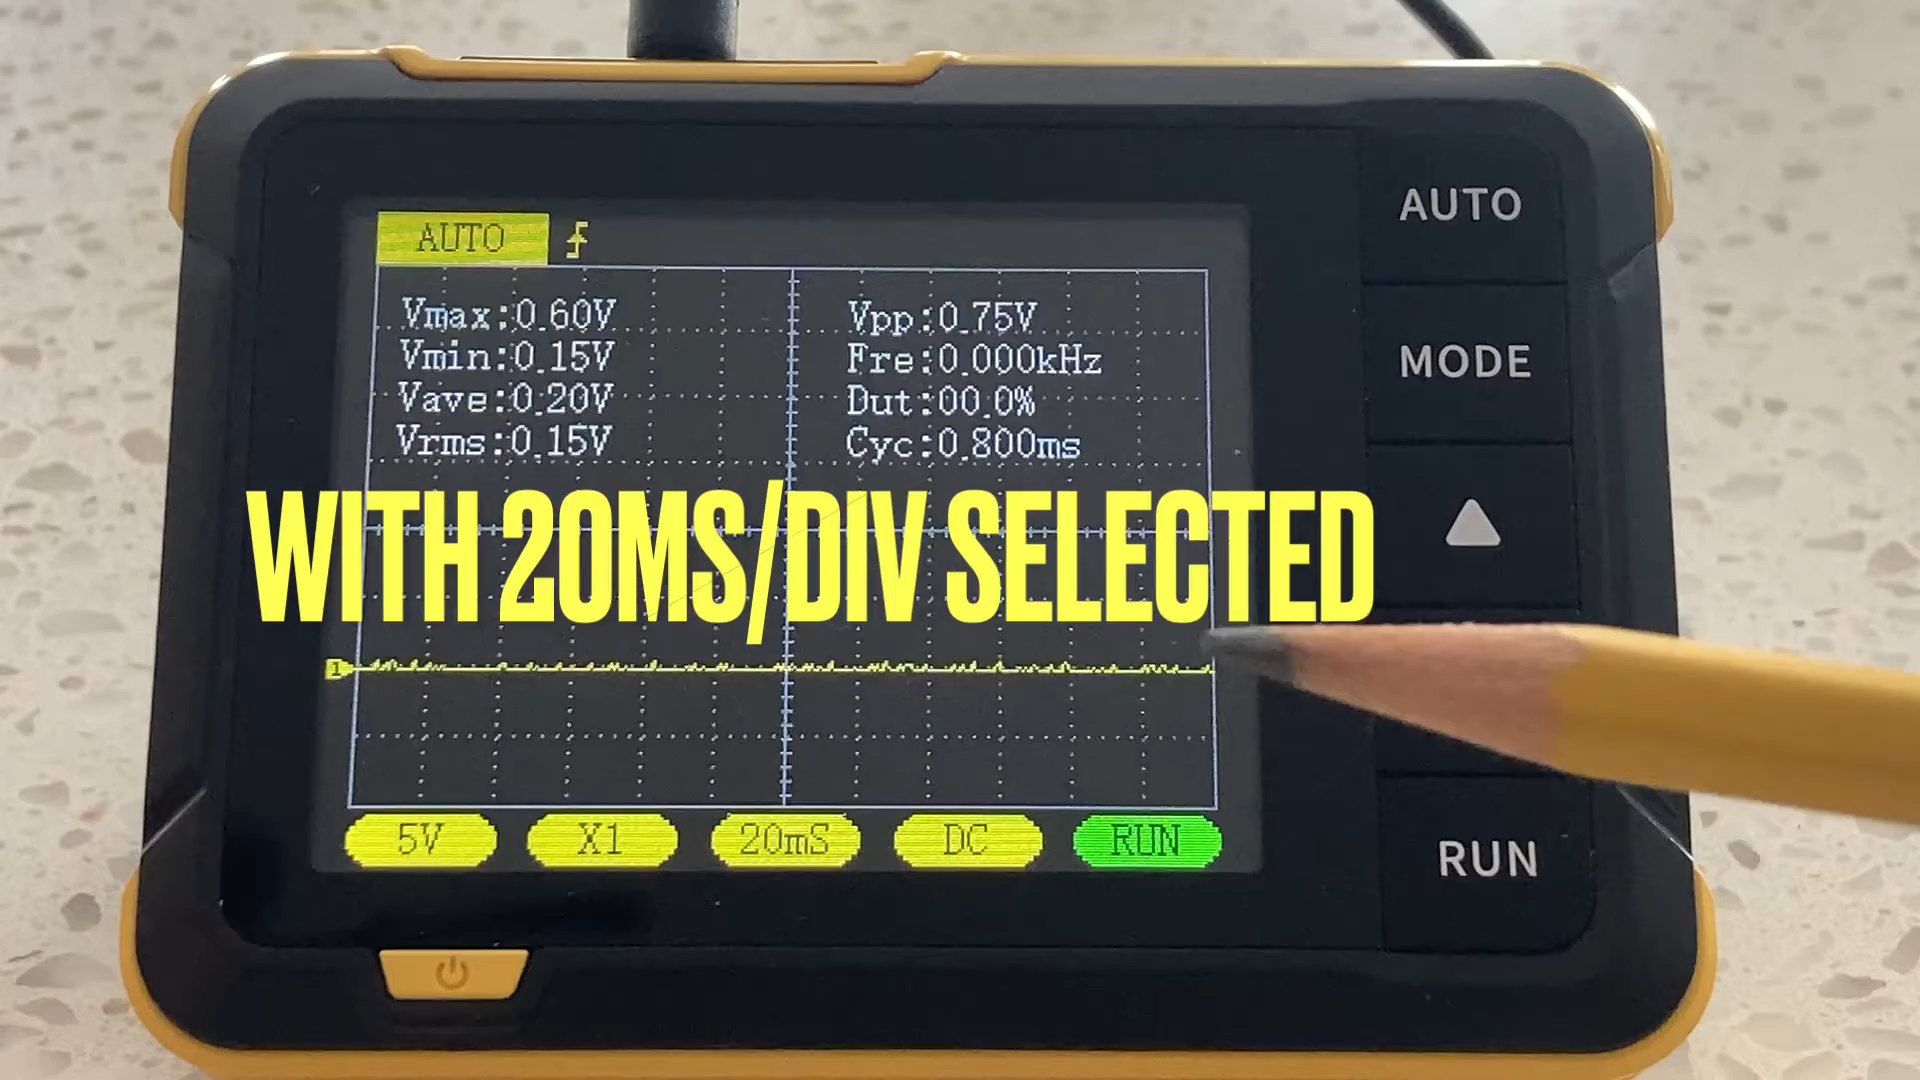 AUTO
AUTO
Vmax:0.60V
Vpp:0.75V
Vmin:0.15V
Fre:0.000kHz
Vave:0.20V
Dut:00.0%
Vrms:0.15V
Cyc:0.800ms
MODE
WITH 20MS/DIV SELECTED
1
5V
X1
20mS
DC
RUN
RUN